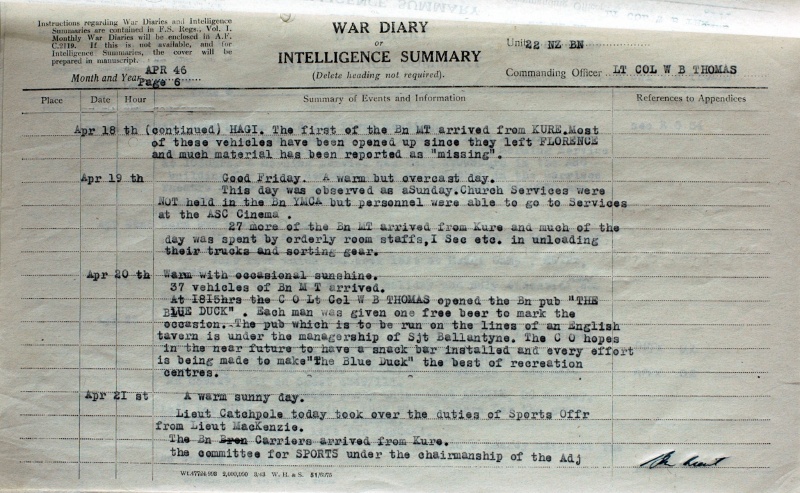 Instructions regarding War Diaries and Intelligence
Summaries are contained in F.S. Regs., Vol. I.
Monthly War Diaries will be enclosed in A.F.
C.2119. If this is not available, and for
Intelligence Summaries, the cover will be
prepared in manuscript.
Month and Year APR 46
Page 6
WAR DIARY
or
INTELLIGENCE SUMMARY
(Delete heading not required).
Unit 22 NZ BN
Commanding Officer LT COL W B THOMAS
Place Date Hour Summary of Events and Information References to Appendices
Apr 18 th (continued) HAGI. The first of the Bn MT arrived from KURE.Most
of these vehicles have been opened up since they left FLORENCE
and much material has been reported as "missing".
Apr 19 th Good Friday. A warm but overcast day.
This day was observed as aSunday.Church Services were
NOT held in the Bn YMCA but personnel were able to go to Services
at the ASC Cinema .
27 more of the Bn MT arrived from Kure and much of the
day was spent by orderly room staffs,I Sec etc. in unloading
their trucks and sorting gear.
Apr 20 th Warm with occasional sunshine.
37 vehicles of Bn M T arrived.
At 1815hrs the C O Lt Col W B THOMAS opened the Bn pub "THE
BLUE DUCK" . Each man was given one free beer to mark the
occasion. The pub which is to be run on the lines of an English
tavern is under the managership of Sjt Ballantyne. The C O hopes
in the near future to have a snack bar installed and every effort
is being made to make"The Blue Duck" the best of recreation
centres.
Apr 21 st A warm sunny day.
Lieut Catchpole today took over the duties of Sports Offr
from Lieut MacKenzie.
The Bn Bren Carriers arrived from Kure.
the committee for SPORTS under the chairmanship of the Adj
2,000,000 W. H. & S.